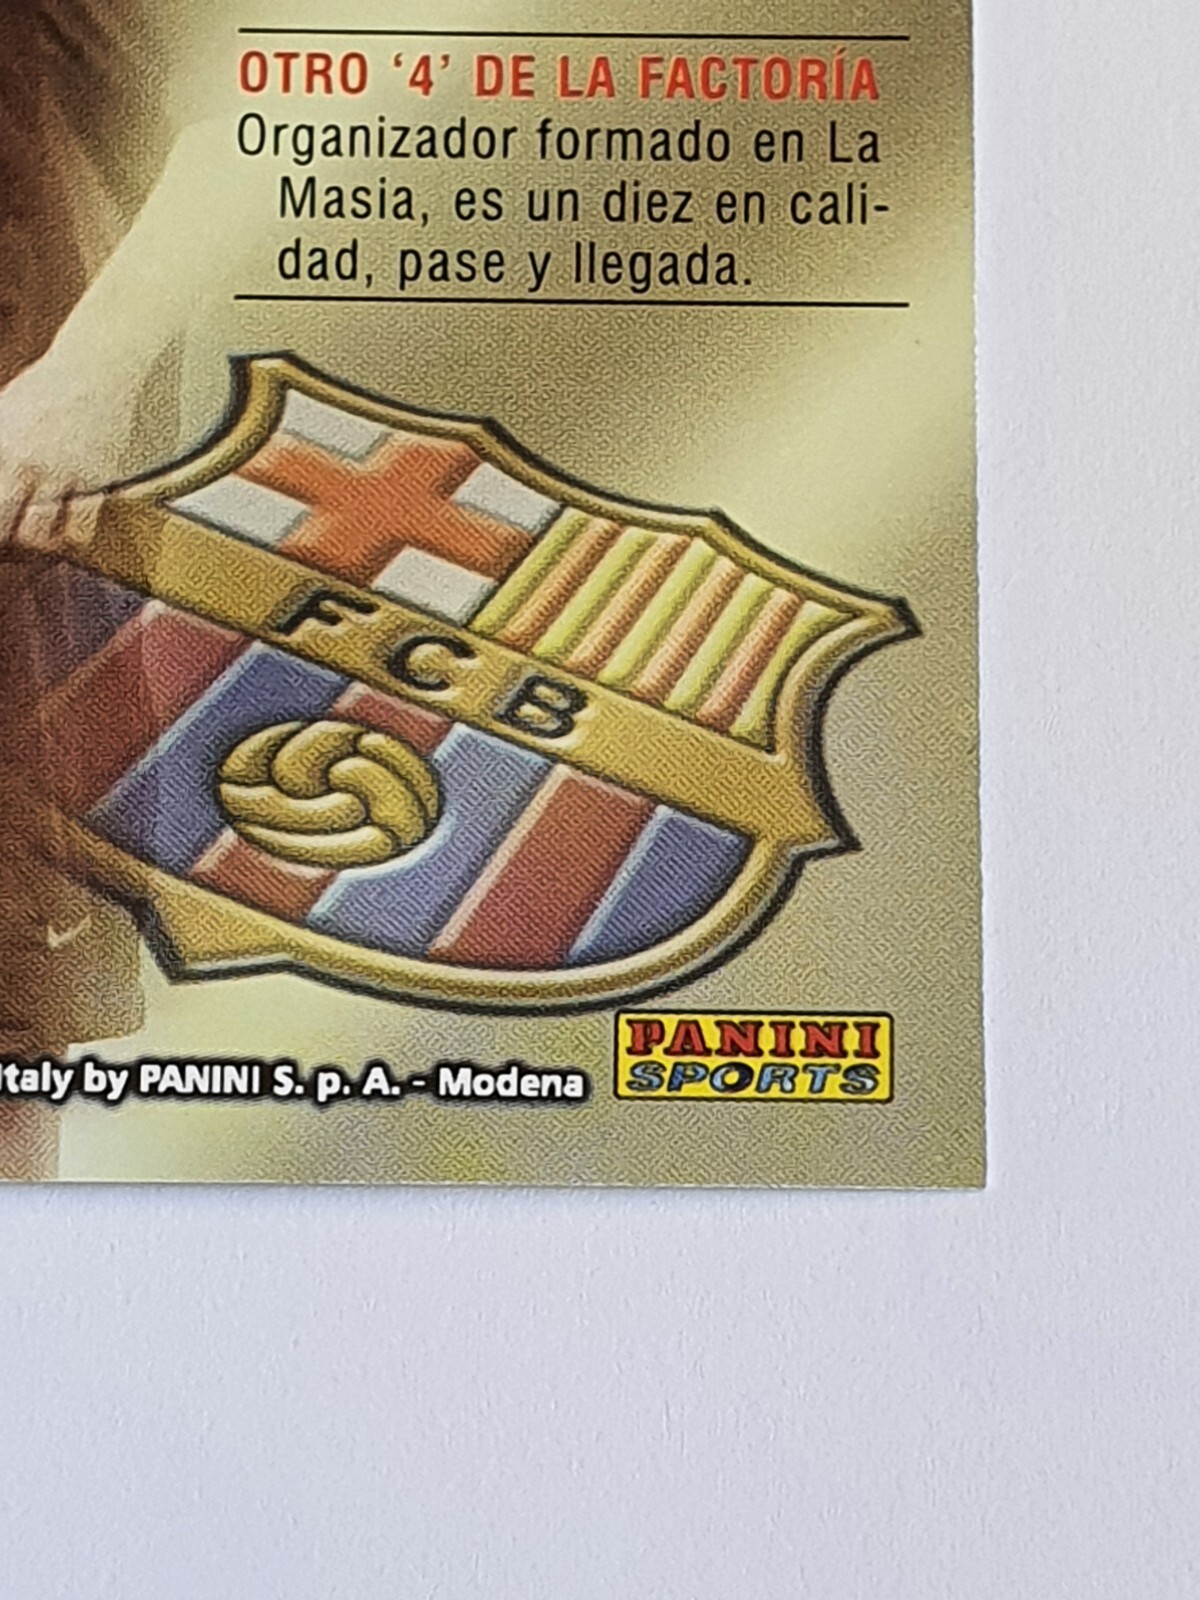 OTRO ‘4’ DE LA FACTORÍA
Organizador formado en La
Masia, es un diez en cali-
dad, pase y llegada.
FCB
Italy by PANINI S. p. A. - Modena
PANINI
SPORTS